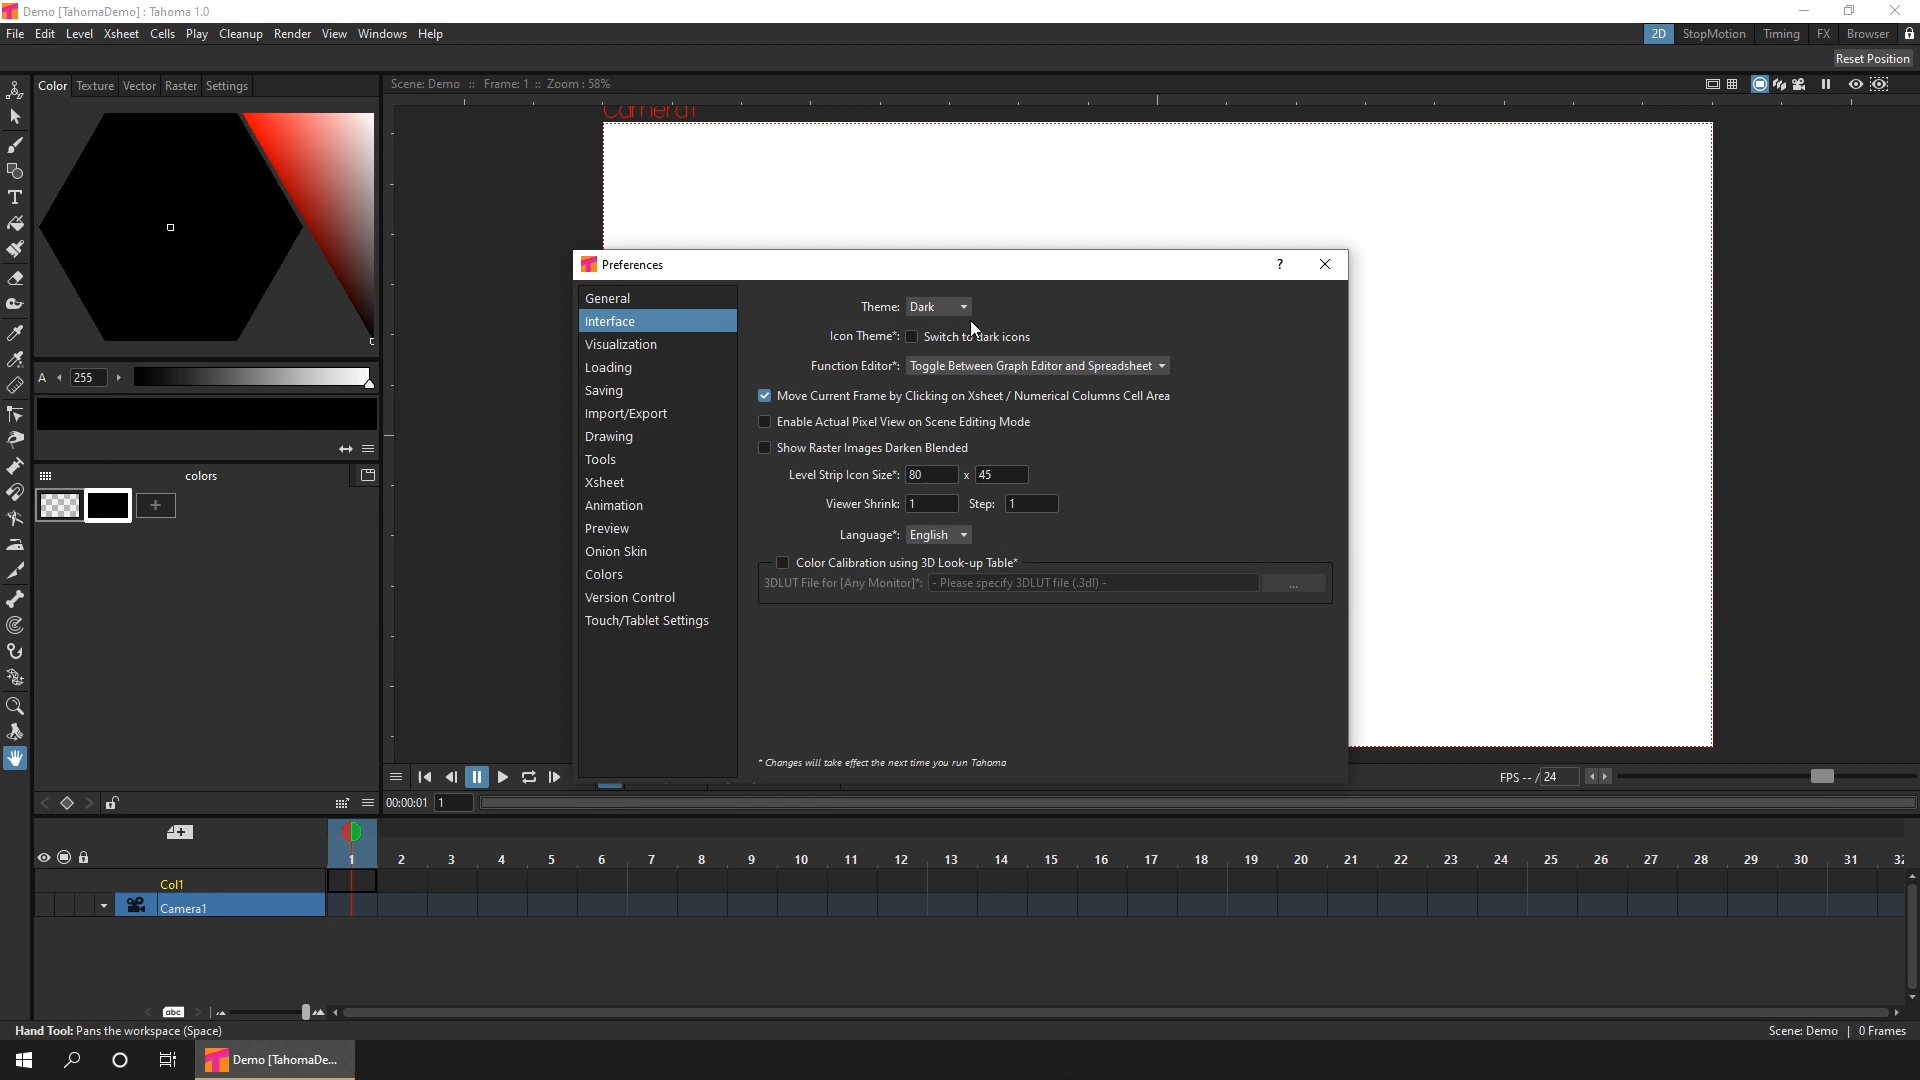 Demo [TahomaDemo] : Tahoma 1.0
File Edit Level Xsheet Cells Play Cleanup Render View Windows Help
2D StopMotion Timing FX Browser
Reset Position
Color Texture Vector Raster Settings
Scene: Demo :: Frame: 1 :: Zoom : 58%
Camera1
Preferences
?
General
Interface
Visualization
Loading
Saving
Import/Export
Drawing
Tools
Xsheet
Animation
Preview
Onion Skin
Colors
Version Control
Touch/Tablet Settings
Theme: Dark
Icon Theme*: Switch to dark icons
Function Editor*: Toggle Between Graph Editor and Spreadsheet
Move Current Frame by Clicking on Xsheet / Numerical Columns Cell Area
Enable Actual Pixel View on Scene Editing Mode
Show Raster Images Darken Blended
Level Strip Icon Size*: 80 x 45
Viewer Shrink: 1 Step: 1
Language*: English
Color Calibration using 3D Look-up Table*
3DLUT File for [Any Monitor]*: - Please specify 3DLUT file (.3dl) - ...
* Changes will take effect the next time you run Tahoma
A 255
colors
+
FPS -- / 24
00:00:01 1
1 2 3 4 5 6 7 8 9 10 11 12 13 14 15 16 17 18 19 20 21 22 23 24 25 26 27 28 29 30 31 32
Col1
Camera1
abc
Hand Tool: Pans the workspace (Space)
Scene: Demo | 0 Frames
Demo [TahomaDe...